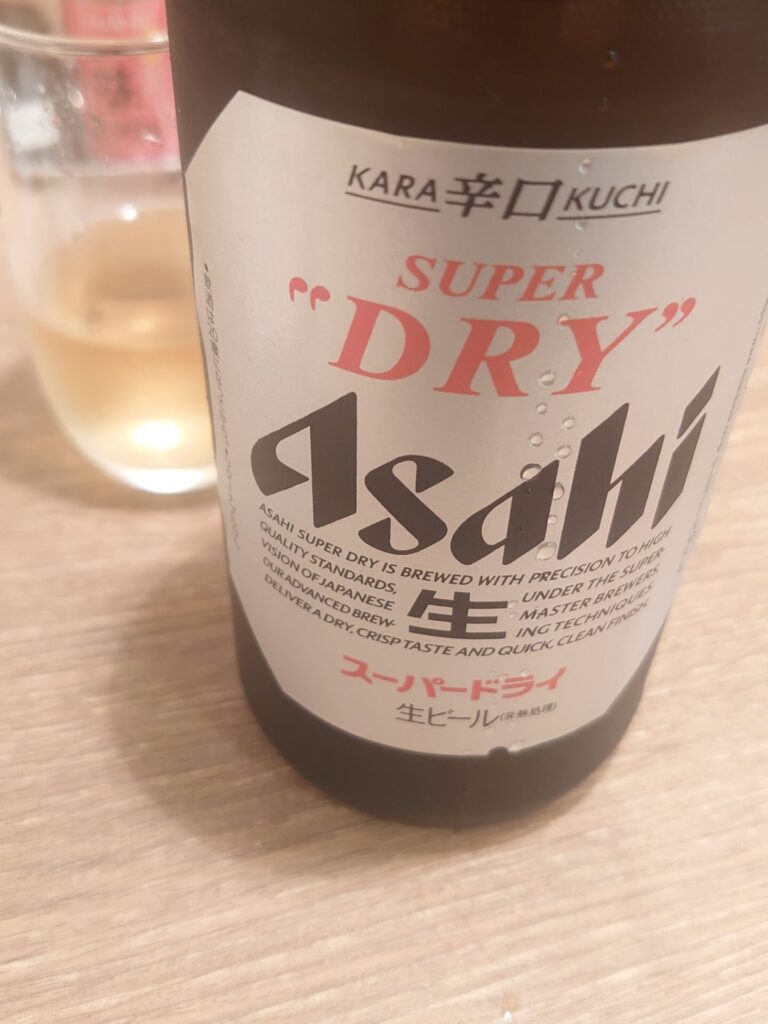 KARA 辛口 KUCHI
SUPER
"DRY"
Asahi
ASAHI SUPER DRY IS BREWED WITH PRECISION TO HIGH
QUALITY STANDARDS, UNDER THE SUPER-
VISION OF JAPANESE MASTER BREWERS.
OUR ADVANCED BREW- 生 ING TECHNIQUES
DELIVER A DRY, CRISP TASTE AND QUICK, CLEAN FINISH.
スーパードライ
生ビール(非熱処理)